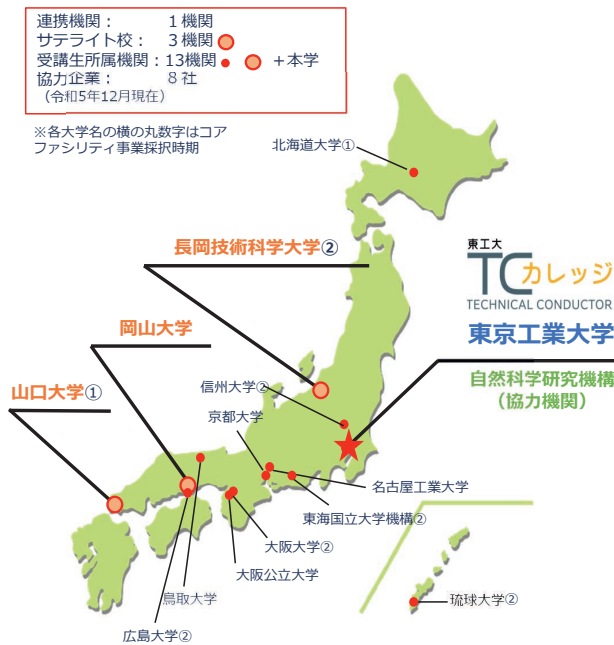 連携機関： １機関
サテライト校： ３機関
受講生所属機関：13機関 ＋本学
協力企業： ８社
（令和5年12月現在）
※各大学名の横の丸数字はコア
ファシリティ事業採択時期
北海道大学①
長岡技術科学大学②
東工大
TCカレッジ
TECHNICAL CONDUCTOR
東京工業大学
岡山大学
自然科学研究機構
（協力機関）
山口大学①
信州大学②
京都大学
名古屋工業大学
東海国立大学機構②
大阪大学②
大阪公立大学
鳥取大学
琉球大学②
広島大学②